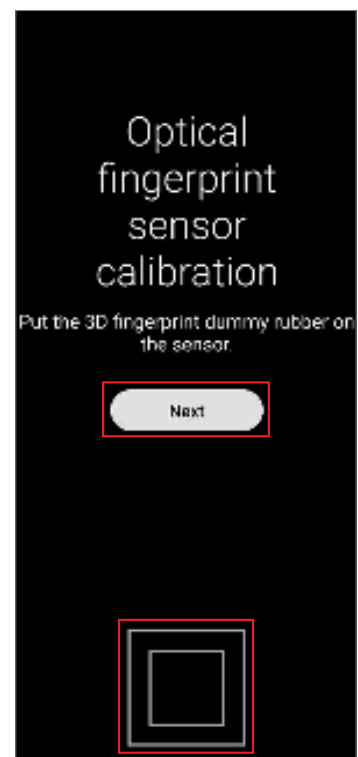 Optical
fingerprint
sensor
calibration
Put the 3D fingerprint dummy rubber on
the sensor.
Next